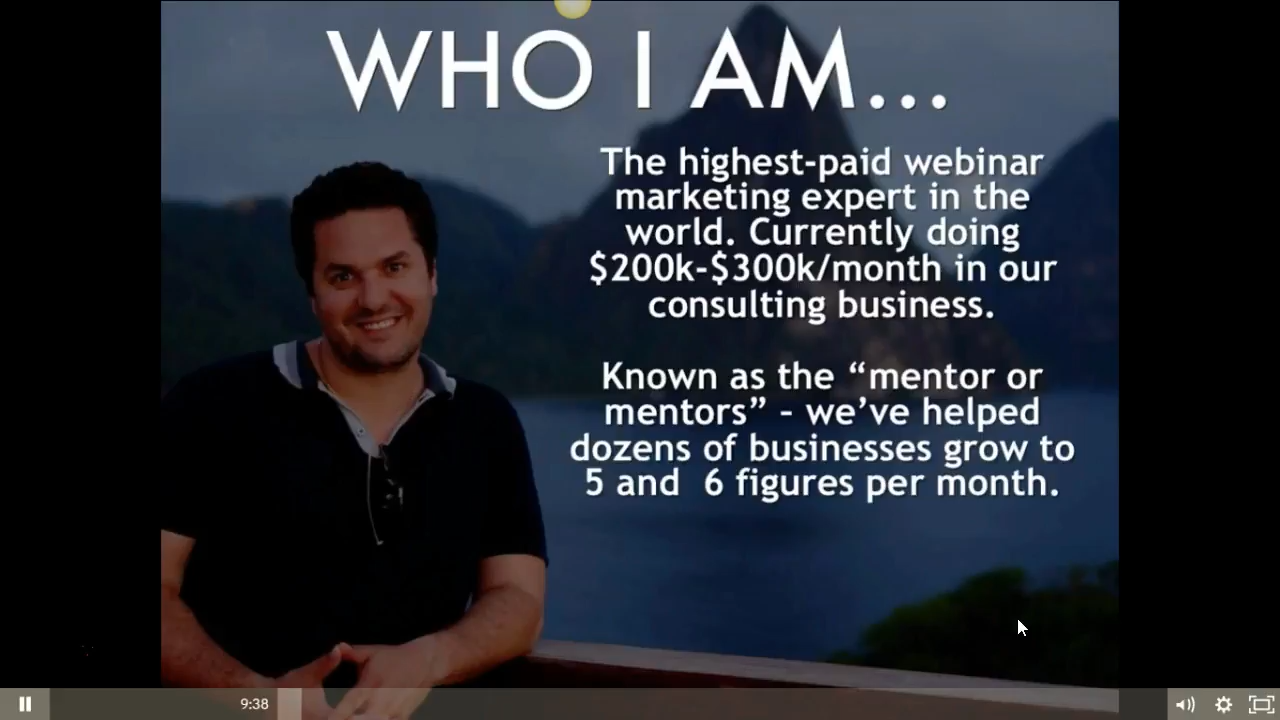 WHO I AM...
The highest-paid webinar
marketing expert in the
world. Currently doing
$200k-$300k/month in our
consulting business.
Known as the “mentor or
mentors” – we’ve helped
dozens of businesses grow to
5 and  6 figures per month.
9:38